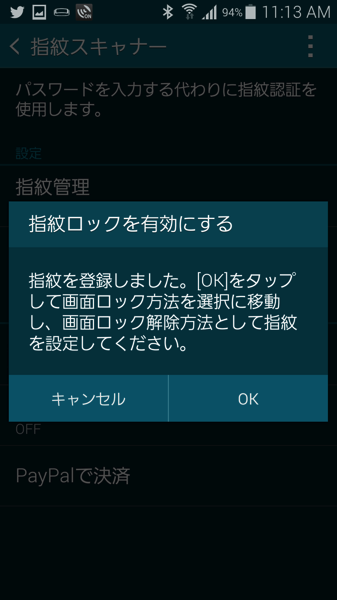 94% 11:13 AM
指紋スキャナー
パスワードを入力する代わりに指紋認証を
使用します。
設定
指紋管理
指紋ロックを有効にする
指紋を登録しました。[OK]をタップ
して画面ロック方法を選択に移動
し、画面ロック解除方法として指紋
を設定してください。
キャンセル OK
OFF
PayPalで決済